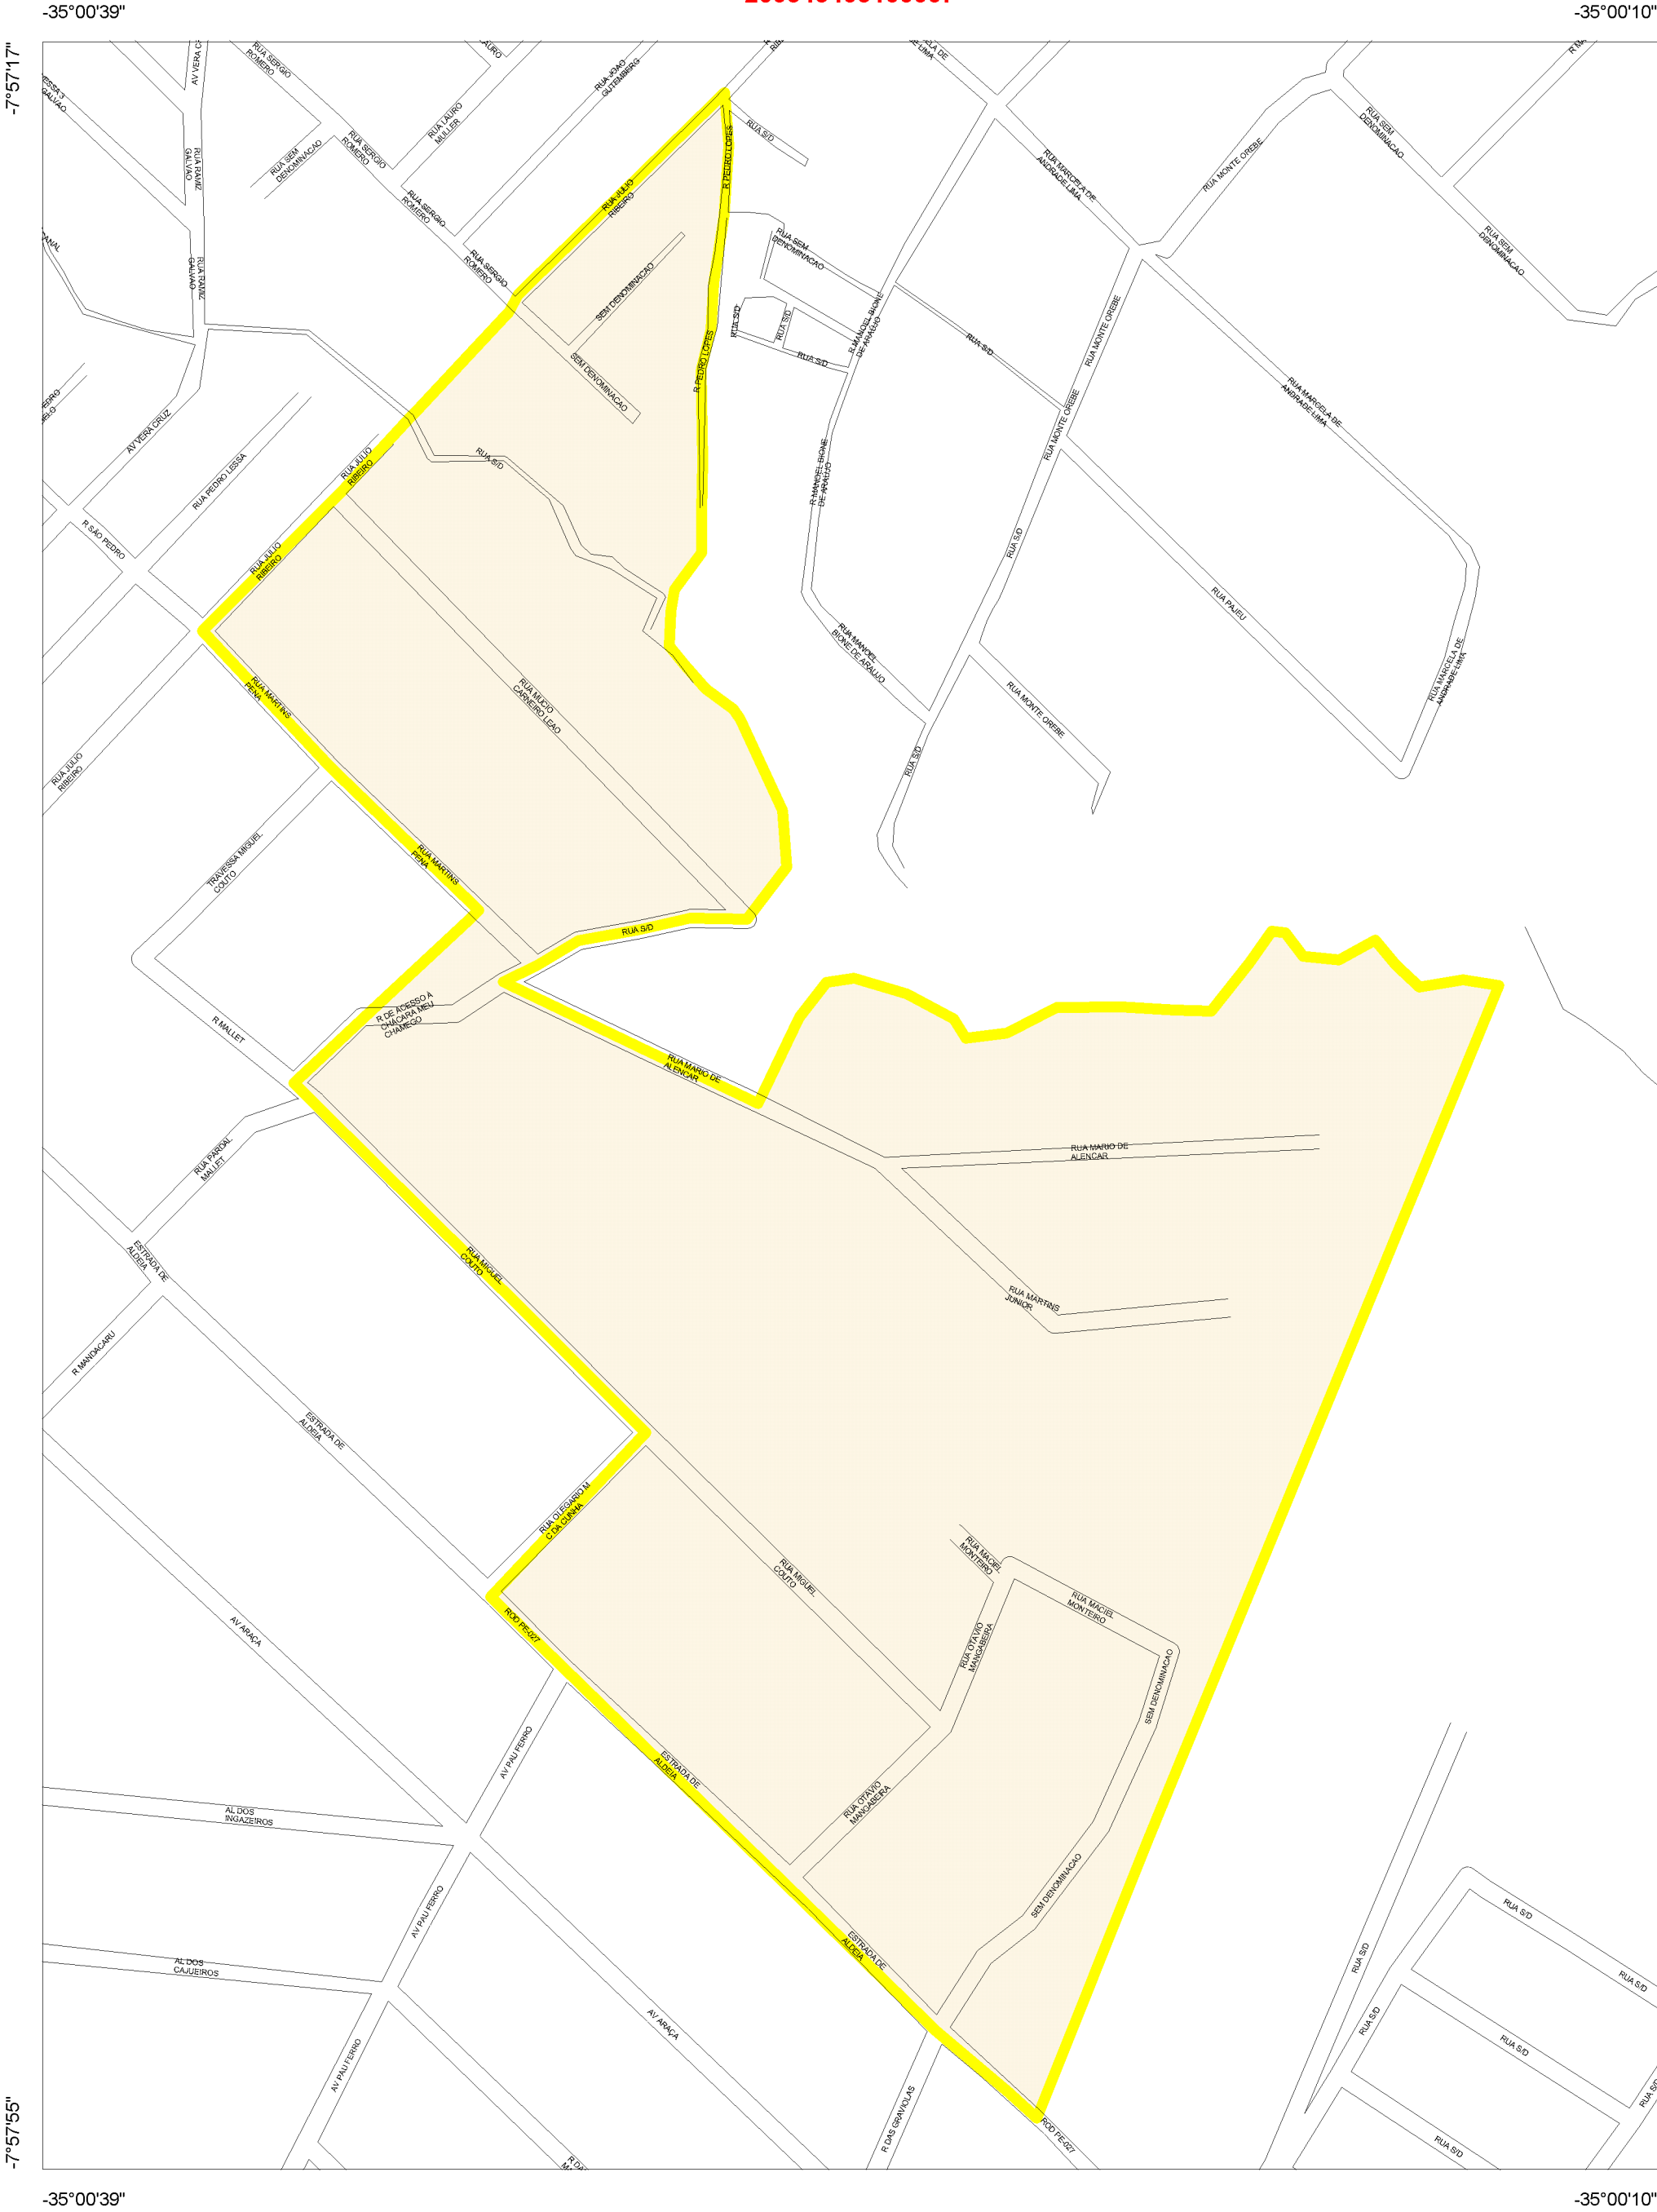 -35°00'39"
-35°00'10"
-7°57'17"
AV VERA C
RUA SERGIO
ROMERO
RUA JOAO
GUTEMBERG
RUA LAURO
MULLER
RUA SERGIO
ROMERO
RUA SEM
DENOMINACAO
RUA RAMIZ
GALVAO
RUA SERGIO
ROMERO
RUA SERGIO
ROMERO
RUA RAMIZ
GALVAO
RUA JULIO
RIBEIRO
R PEDRO LOPES
RUA S/D
RUA MARCELA DE
ANDRADE LIMA
RUA MONTE OREBE
RUA SEM
DENOMINACAO
RUA SEM
DENOMINACAO
RUA SEM
DENOMINACAO
SEM DENOMINACAO
SEM DENOMINACAO
RUA S/D
RUA S/D
RUA S/D
R MANOEL BIONE
DE ARAUJO
RUA S/D
RUA MONTE OREBE
R PEDRO LOPES
RUA MARCELA DE
ANDRADE LIMA
AV VERA CRUZ
RUA PEDRO LESSA
RUA JULIO
RIBEIRO
RUA S/D
R MANOEL BIONE
DE ARAUJO
RUA MONTE OREBE
R SÃO PEDRO
RUA JULIO
RIBEIRO
RUA S/D
RUA PAJEU
RUA MANOEL
BIONE DE ARAUJO
RUA MARCELA DE
ANDRADE LIMA
RUA MARTINS
PENA
RUA MUCIO
CARNEIRO LEAO
RUA MONTE OREBE
RUA JULIO
RIBEIRO
RUA S/D
TRAVESSA MIGUEL
COUTO
RUA MARTINS
PENA
RUA S/D
R MALLET
R DE ACESSO À
CHÁCARA MEU
CHAMEGO
RUA MARIO DE
ALENCAR
RUA PARDAL
MALLET
RUA MARIO DE
ALENCAR
ESTRADA DE
ALDEIA
RUA MIGUEL
COUTO
RUA MARTINS
JUNIOR
R MANDACARU
ESTRADA DE
ALDEIA
RUA OLEGARIO M
C DA CUNHA
RUA MIGUEL
COUTO
RUA MACIEL
MONTEIRO
RUA MACIEL
MONTEIRO
ROD PE-027
AV ARAÇA
RUA OTAVIO
MANGABEIRA
SEM DENOMINACAO
AV PAU FERRO
ESTRADA DE
ALDEIA
RUA OTAVIO
MANGABEIRA
AL DOS
INGAZEIROS
SEM DENOMINACAO
AV PAU FERRO
ESTRADA DE
ALDEIA
RUA S/D
RUA S/D
RUA S/D
AL DOS
CAJUEIROS
AV ARAÇA
RUA S/D
RUA S/D
AV PAU FERRO
R DAS GRAVIOLAS
ROD PE-027
RUA S/D
RUA S/D
-7°57'55"
-35°00'39"
-35°00'10"